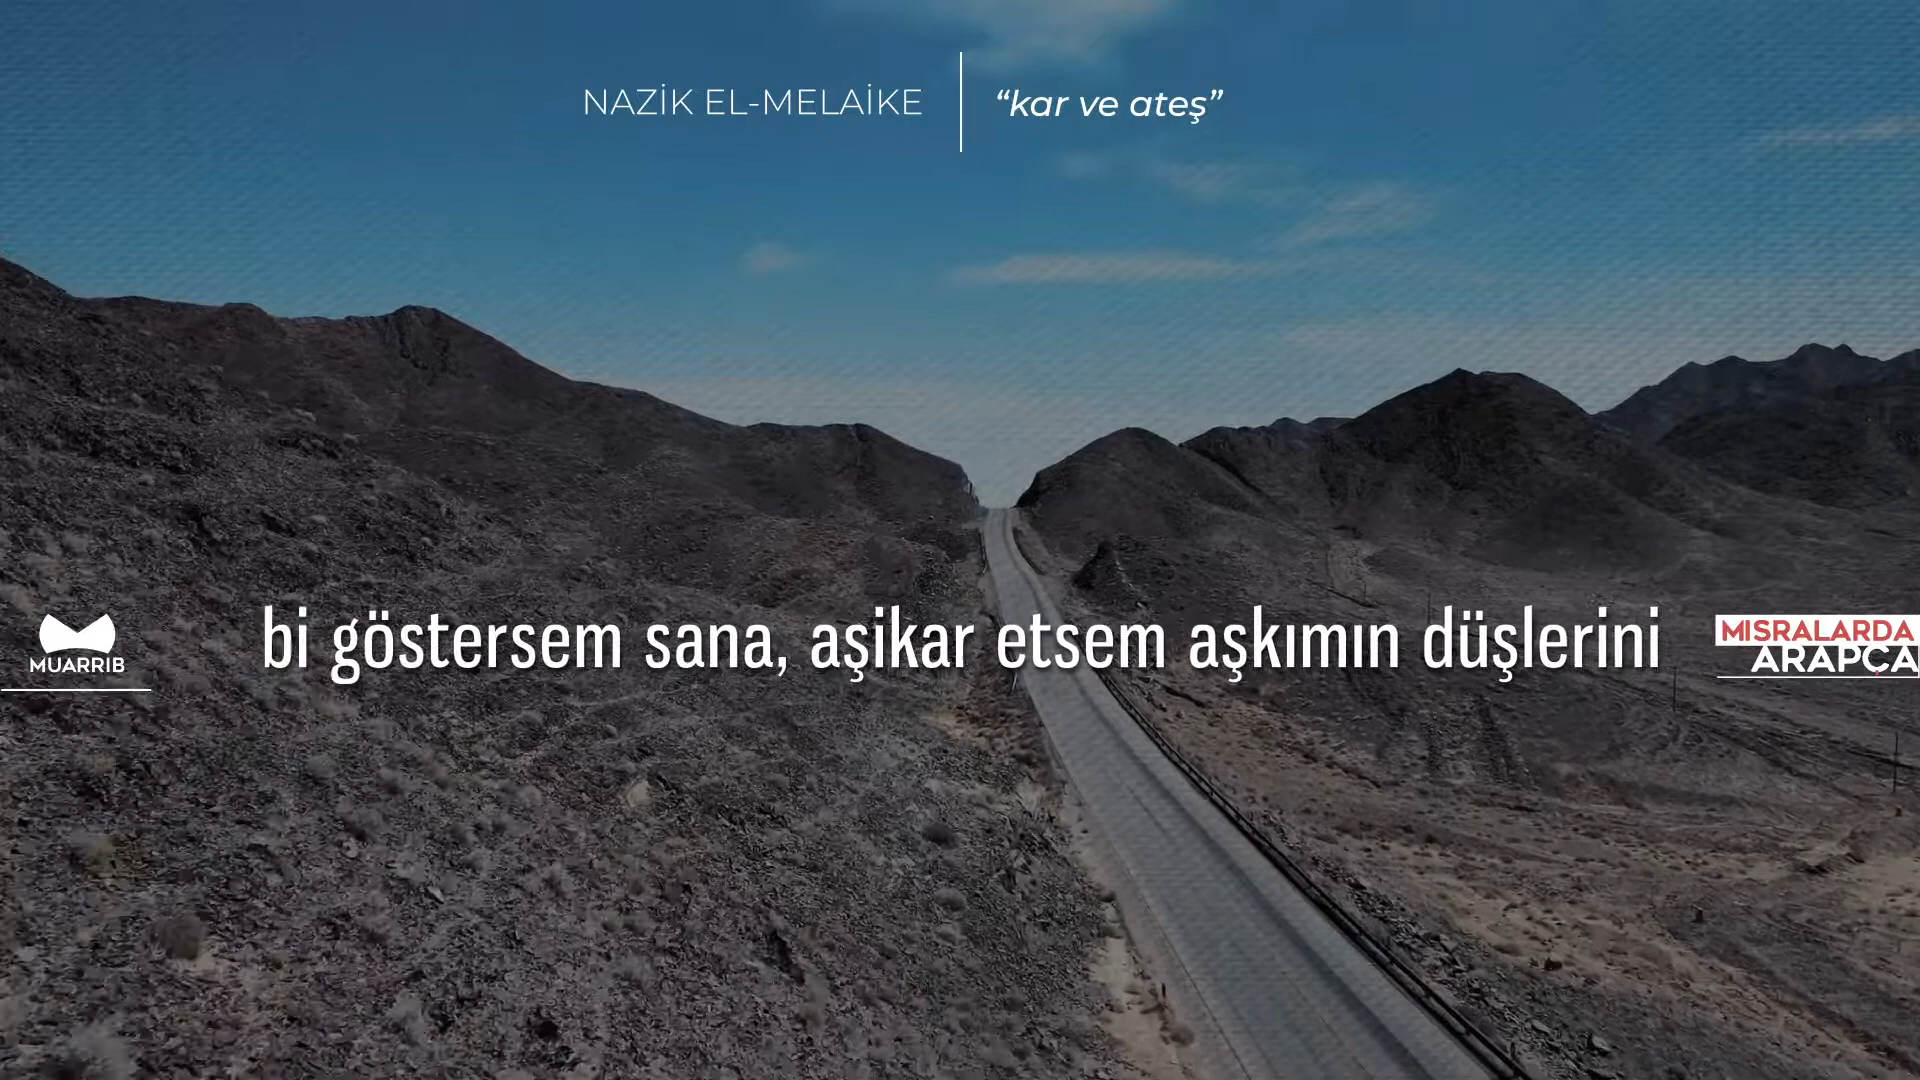 NAZİK EL-MELAİKE
“kar ve ateş”
bi göstersem sana, aşikar etsem aşkımın düşlerini
MUARRIB
MISRALARDA
ARAPÇA